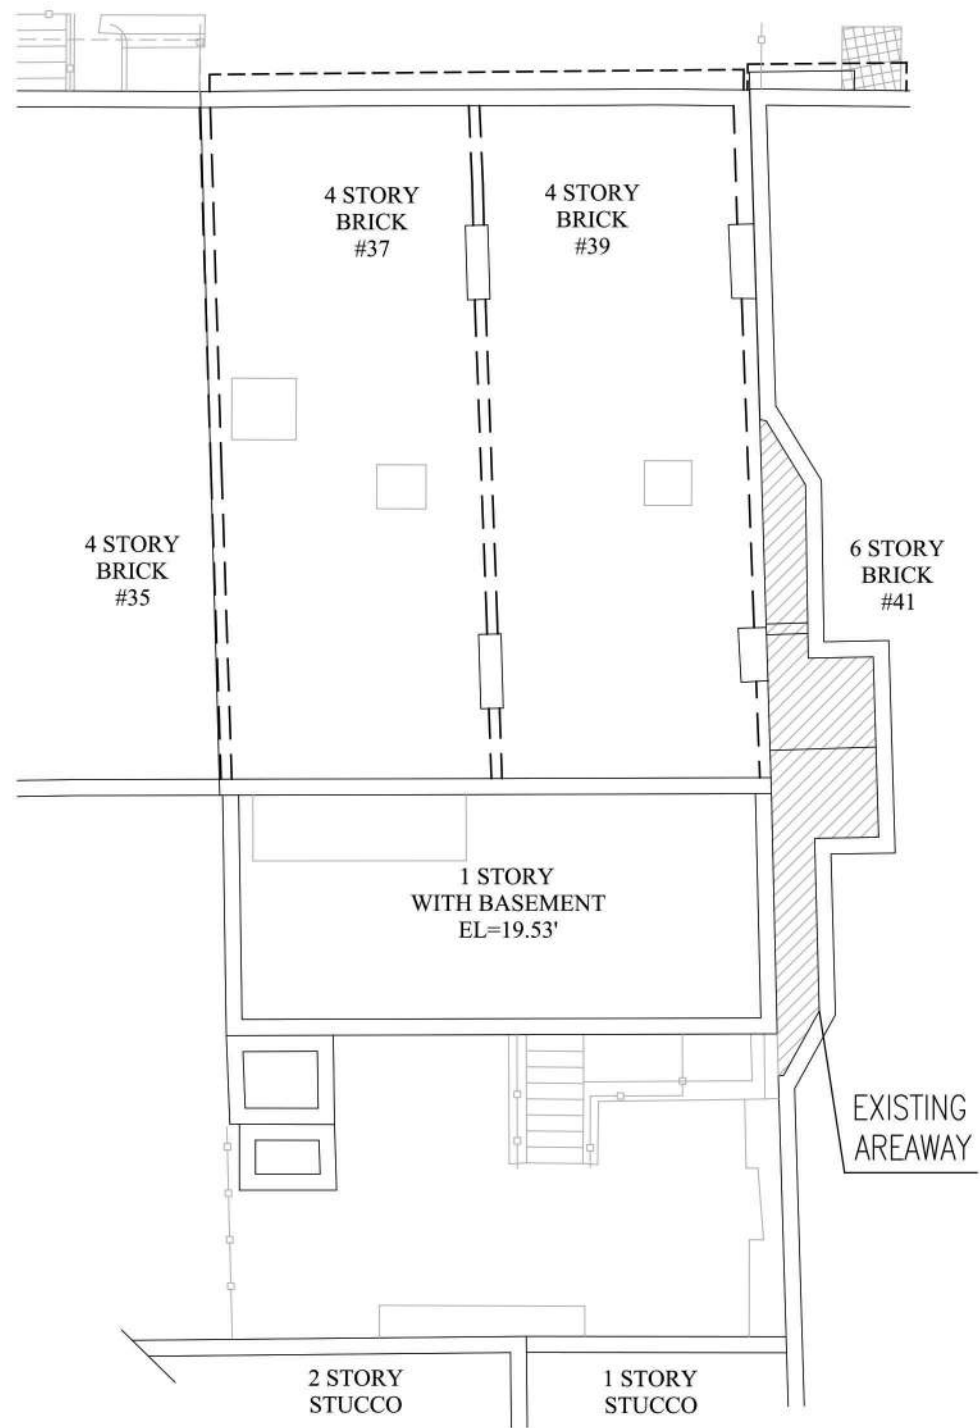 4 STORY
BRICK
#37
4 STORY
BRICK
#39
4 STORY
BRICK
#35
6 STORY
BRICK
#41
1 STORY
WITH BASEMENT
EL=19.53'
EXISTING
AREAWAY
2 STORY
STUCCO
1 STORY
STUCCO